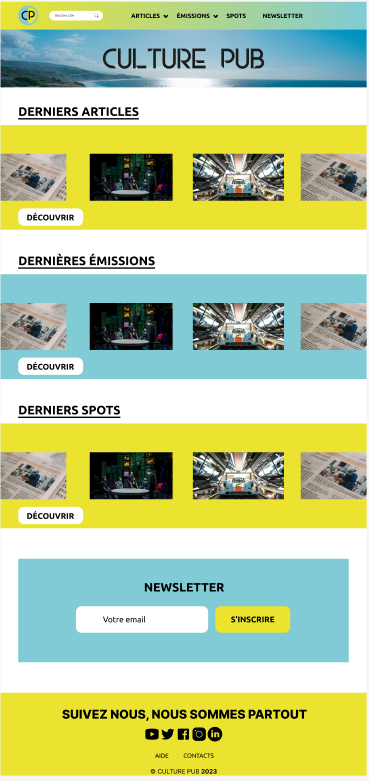 CP Recherche ARTICLES ÉMISSIONS SPOTS NEWSLETTER
CULTURE PUB
DERNIERS ARTICLES
DÉCOUVRIR
DERNIÈRES ÉMISSIONS
DÉCOUVRIR
DERNIERS SPOTS
DÉCOUVRIR
NEWSLETTER
Votre email S'INSCRIRE
SUIVEZ NOUS, NOUS SOMMES PARTOUT
AIDE CONTACTS
© CULTURE PUB 2023